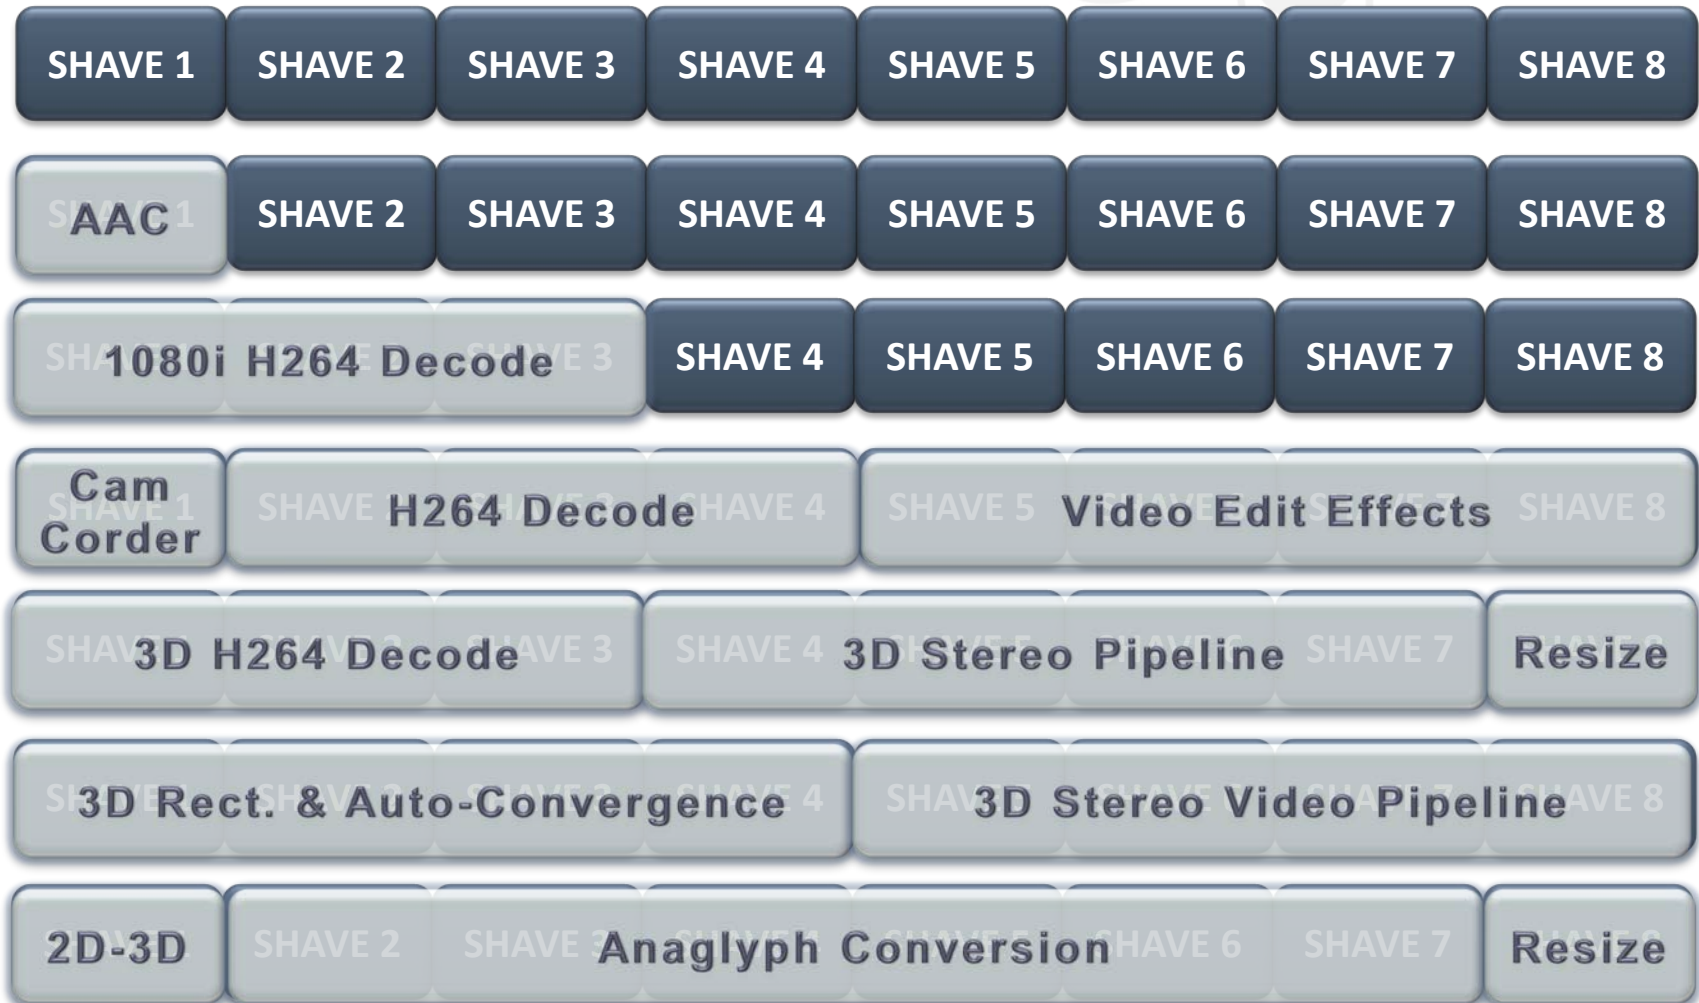 SHAVE 1 SHAVE 2 SHAVE 3 SHAVE 4 SHAVE 5 SHAVE 6 SHAVE 7 SHAVE 8
AAC SHAVE 2 SHAVE 3 SHAVE 4 SHAVE 5 SHAVE 6 SHAVE 7 SHAVE 8
1080i H264 Decode SHAVE 4 SHAVE 5 SHAVE 6 SHAVE 7 SHAVE 8
Cam
Corder
H264 Decode Video Edit Effects
3D H264 Decode 3D Stereo Pipeline Resize
3D Rect. & Auto-Convergence 3D Stereo Video Pipeline
2D-3D Anaglyph Conversion Resize